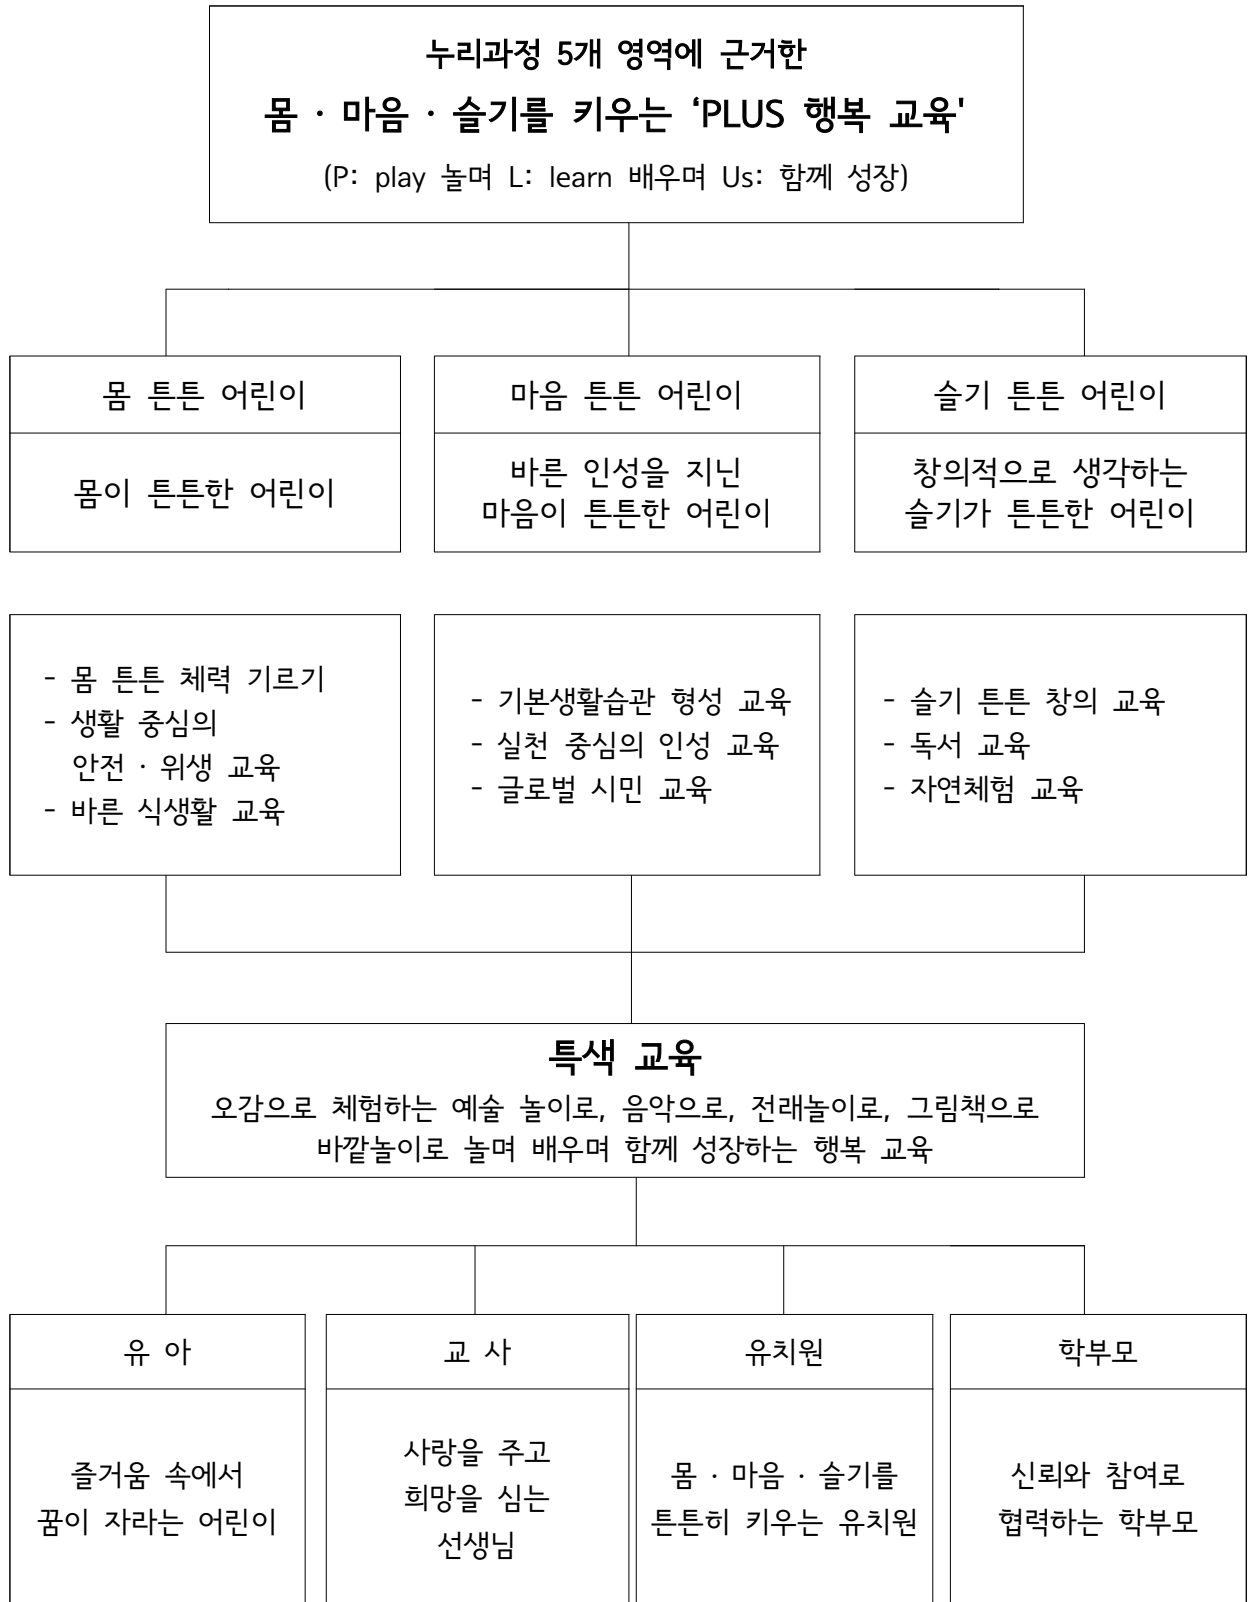 누리과정 5개 영역에 근거한
몸 · 마음 · 슬기를 키우는 ‘PLUS 행복 교육'
(P: play 놀며 L: learn 배우며 Us: 함께 성장)
몸 튼튼 어린이
몸이 튼튼한 어린이
마음 튼튼 어린이
바른 인성을 지닌
마음이 튼튼한 어린이
슬기 튼튼 어린이
창의적으로 생각하는
슬기가 튼튼한 어린이
- 몸 튼튼 체력 기르기
- 생활 중심의
안전 · 위생 교육
- 바른 식생활 교육
- 기본생활습관 형성 교육
- 실천 중심의 인성 교육
- 글로벌 시민 교육
- 슬기 튼튼 창의 교육
- 독서 교육
- 자연체험 교육
특색 교육
오감으로 체험하는 예술 놀이로, 음악으로, 전래놀이로, 그림책으로
바깥놀이로 놀며 배우며 함께 성장하는 행복 교육
유 아
즐거움 속에서
꿈이 자라는 어린이
교 사
사랑을 주고
희망을 심는
선생님
유치원
몸 · 마음 · 슬기를
튼튼히 키우는 유치원
학부모
신뢰와 참여로
협력하는 학부모